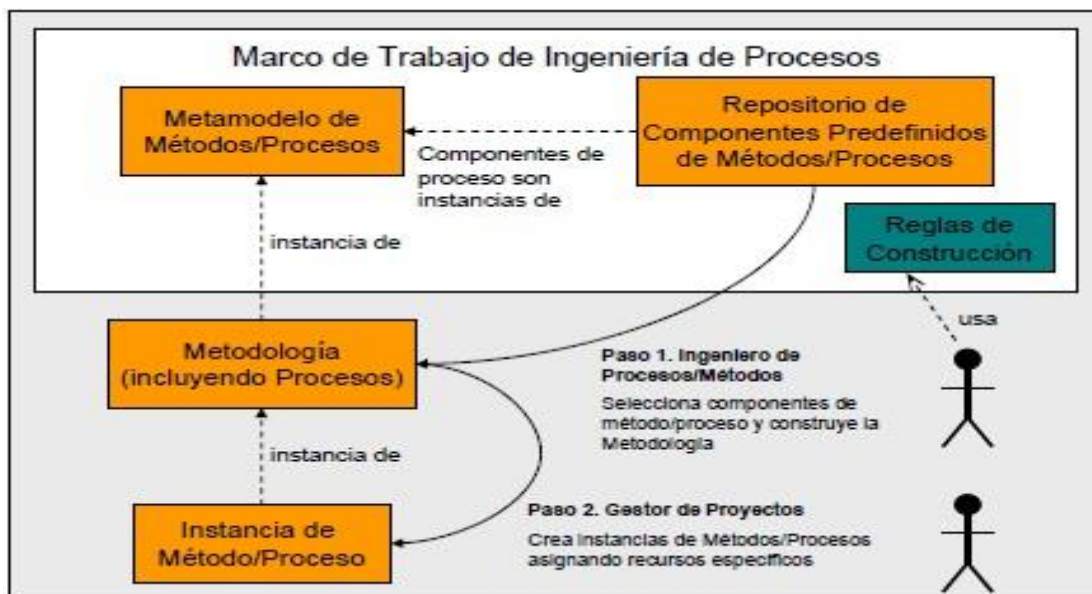 Marco de Trabajo de Ingeniería de Procesos
Metamodelo de
Métodos/Procesos
Repositorio de
Componentes Predefinidos
de Métodos/Procesos
Componentes de
proceso son
instancias de
instancia de
Reglas de
Construcción
usa
Metodología
(incluyendo Procesos)
Paso 1. Ingeniero de
Procesos/Métodos
Selecciona componentes de
método/proceso y construye la
Metodología
instancia de
Instancia de
Método/Proceso
Paso 2. Gestor de Proyectos
Crea Instancias de Métodos/Procesos
asignando recursos específicos